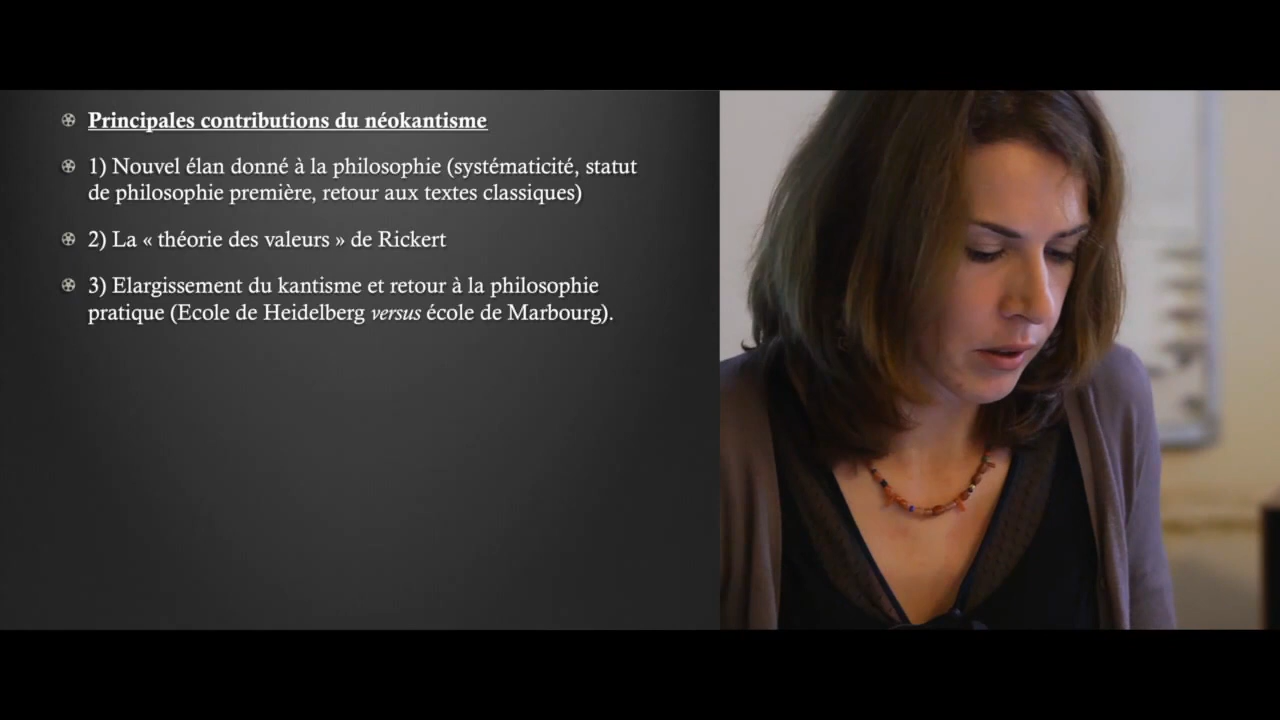 Principales contributions du néokantisme
1) Nouvel élan donné à la philosophie (systématicité, statut
de philosophie première, retour aux textes classiques)
2) La « théorie des valeurs » de Rickert
3) Elargissement du kantisme et retour à la philosophie
pratique (Ecole de Heidelberg versus école de Marbourg).